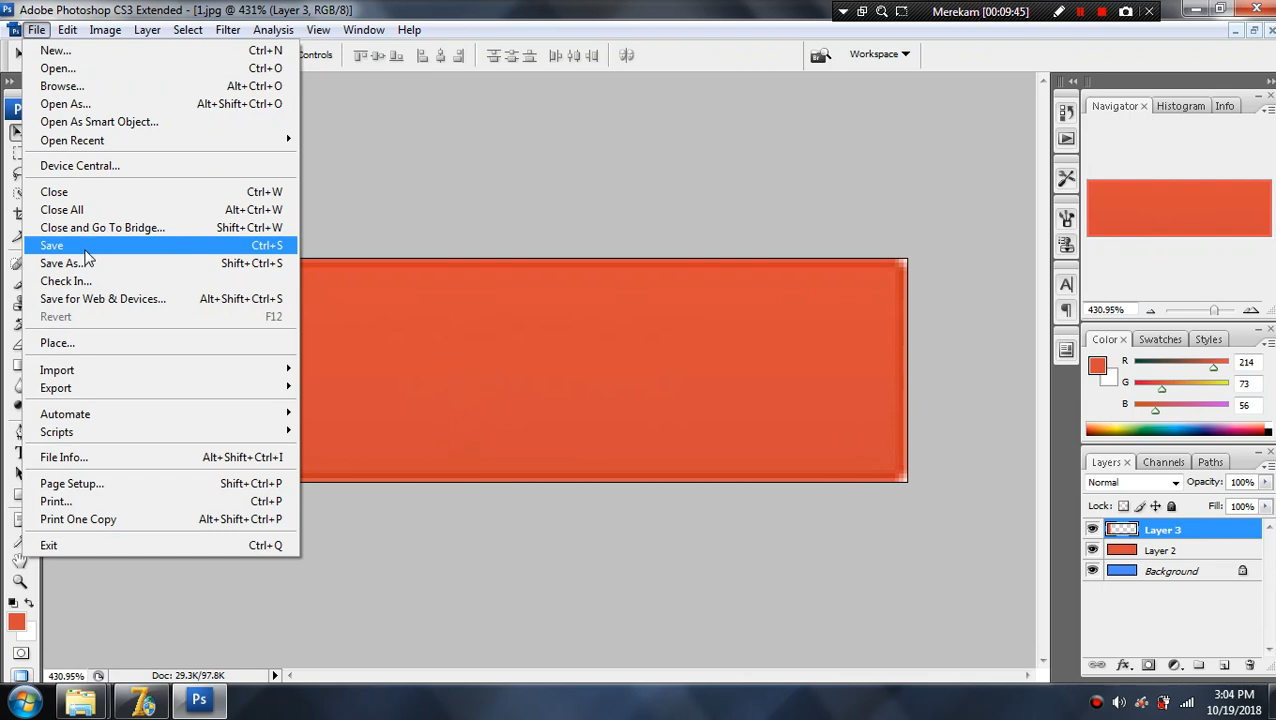 Adobe Photoshop CS3 Extended - [1.jpg @ 431% (Layer 3, RGB/8)]
Merekam (00:09:45)
File Edit Image Layer Select Filter Analysis View Window Help
Controls
Workspace
New... Ctrl+N
Open... Ctrl+O
Browse... Alt+Ctrl+O
Open As... Alt+Shift+Ctrl+O
Open As Smart Object...
Open Recent
Device Central...
Close Ctrl+W
Close All Alt+Ctrl+W
Close and Go To Bridge... Shift+Ctrl+W
Save Ctrl+S
Save As... Shift+Ctrl+S
Check In...
Save for Web & Devices... Alt+Shift+Ctrl+S
Revert F12
Place...
Import
Export
Automate
Scripts
File Info... Alt+Shift+Ctrl+I
Page Setup... Shift+Ctrl+P
Print... Ctrl+P
Print One Copy Alt+Shift+Ctrl+P
Exit Ctrl+Q
Navigator Histogram Info
430.95%
Color Swatches Styles
R 214
G 73
B 56
Layers Channels Paths
Normal Opacity: 100%
Lock: Fill: 100%
Layer 3
Layer 2
Background
430.95% Doc: 29.3K/97.8K
Ps
3:04 PM
10/19/2018